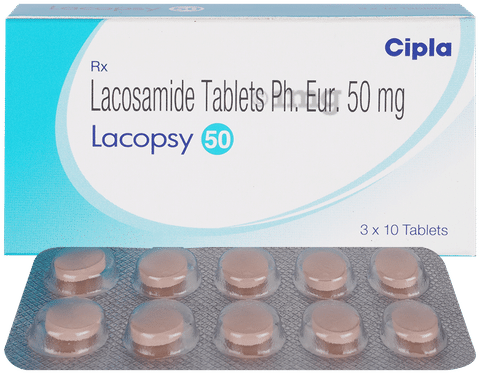 Cipla
Rx
Lacosamide Tablets Ph. Eur. 50 mg
Lacopsy 50
3 x 10 Tablets